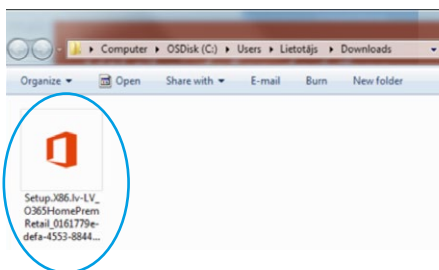 Computer ▸ OSDisk (C:) ▸ Users ▸ Lietotājs ▸ Downloads
Organize Open Share with E-mail Burn New folder
Setup.X86.lv-LV_
O365HomePrem
Retail_0161779e-
defa-4553-8844...